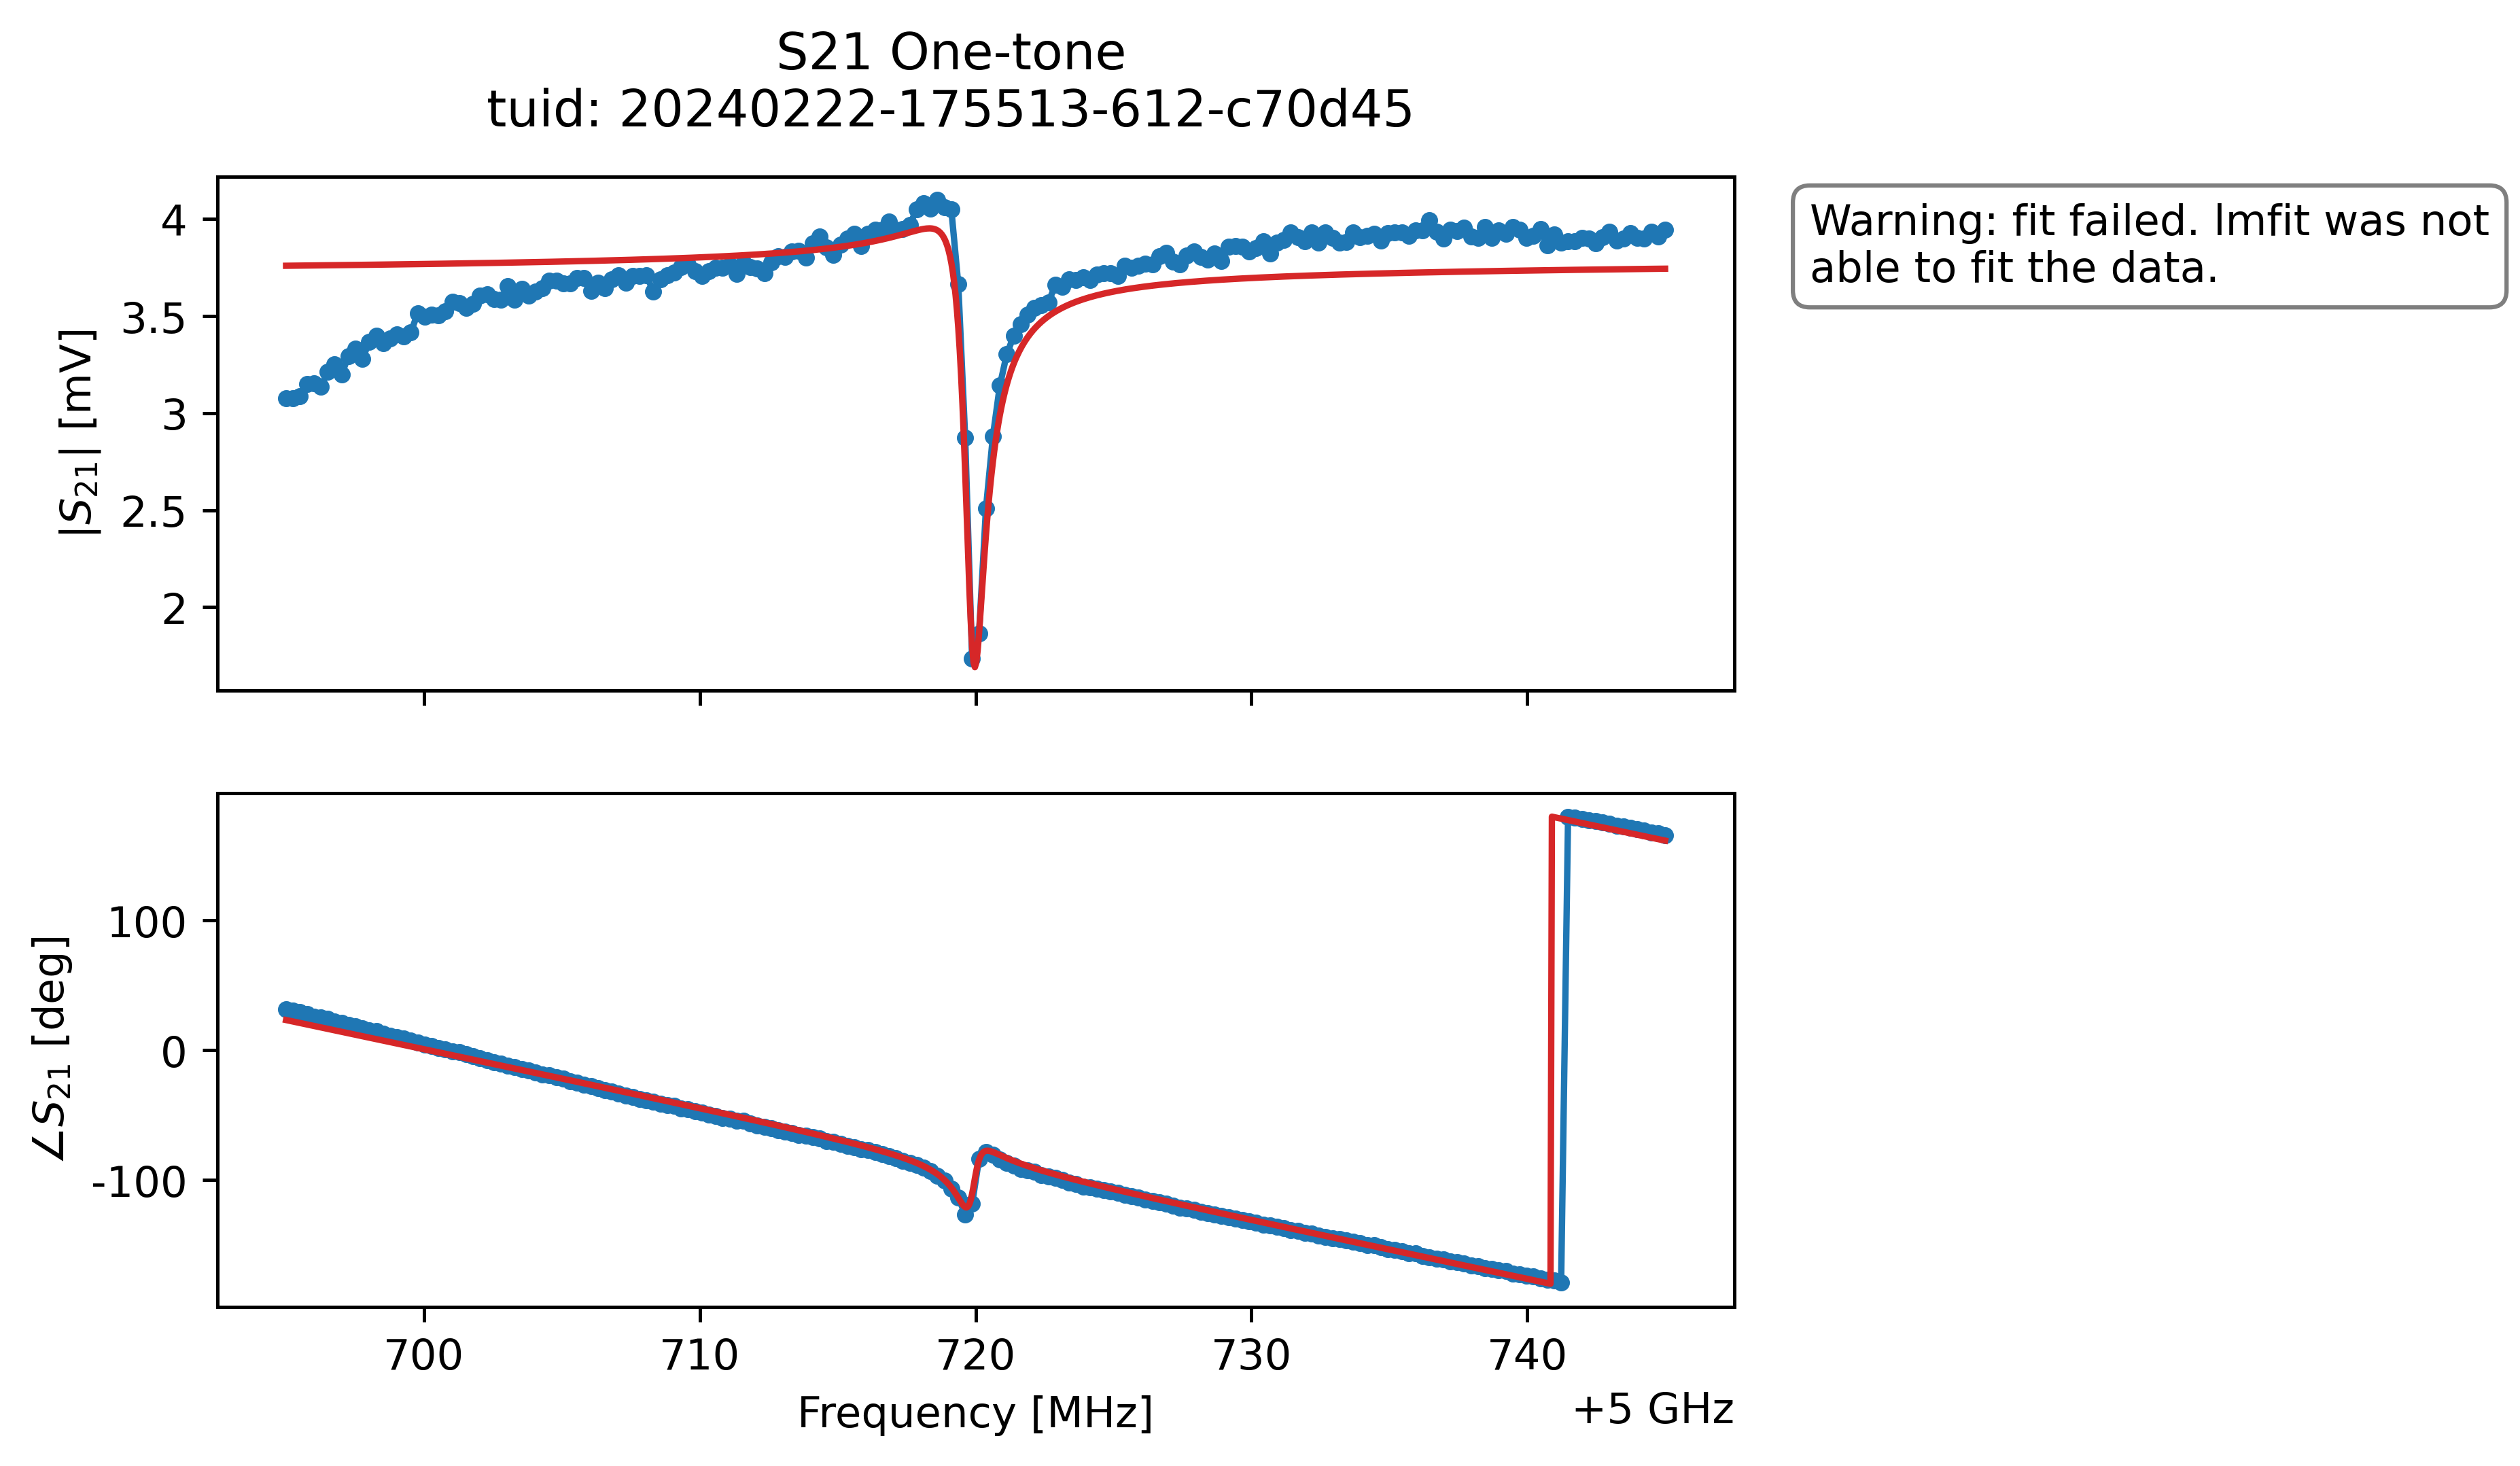 S21 One-tone
tuid: 20240222-175513-612-c70d45
Warning: fit failed. lmfit was not
able to fit the data.
|S21| [mV]
4
3.5
3
2.5
2
∠S21 [deg]
100
0
-100
700 710 720 730 740
Frequency [MHz]
+5 GHz